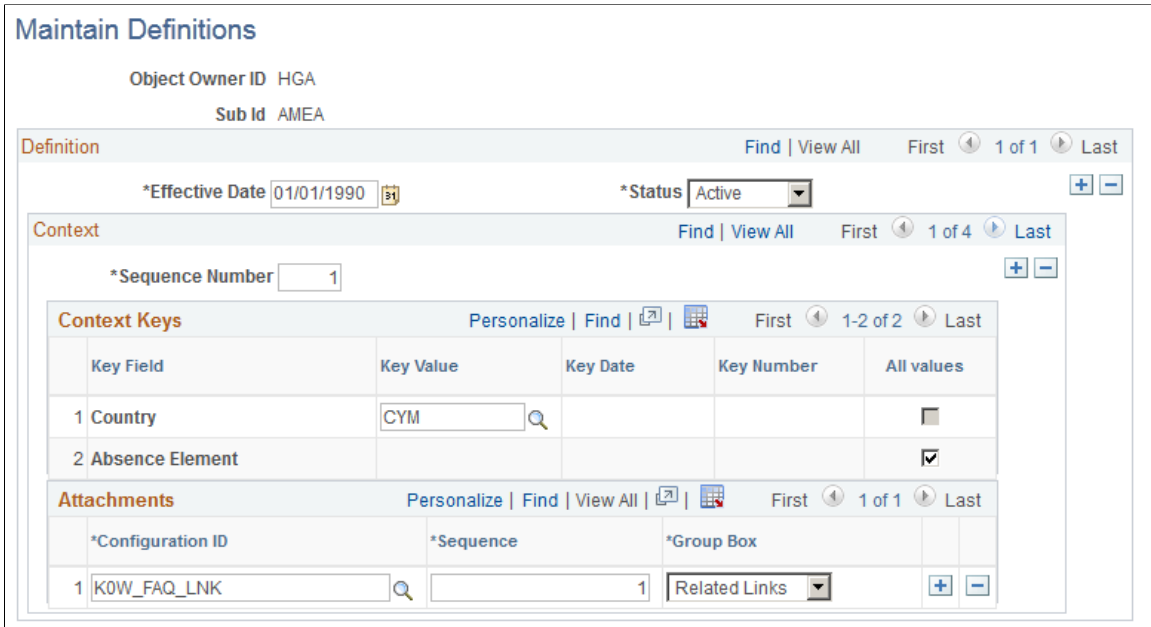 Maintain Definitions
Object Owner ID HGA
Sub Id AMEA
Definition Find | View All First 1 of 1 Last
*Effective Date 01/01/1990 31 *Status Active
Context Find | View All First 1 of 4 Last
*Sequence Number 1
Context Keys Personalize | Find | | First 1-2 of 2 Last
Key Field Key Value Key Date Key Number All values
1 Country CYM
2 Absence Element
Attachments Personalize | Find | View All | | First 1 of 1 Last
*Configuration ID *Sequence *Group Box
1 K0W_FAQ_LNK 1 Related Links